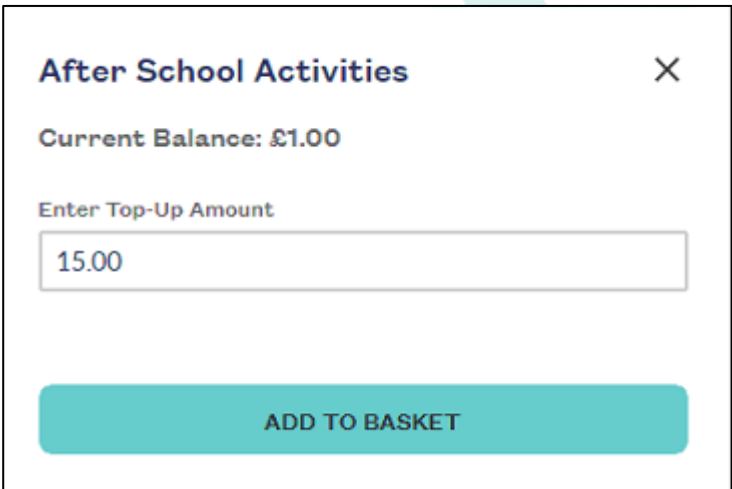 After School Activities
Current Balance: £1.00
Enter Top-Up Amount
15.00
ADD TO BASKET